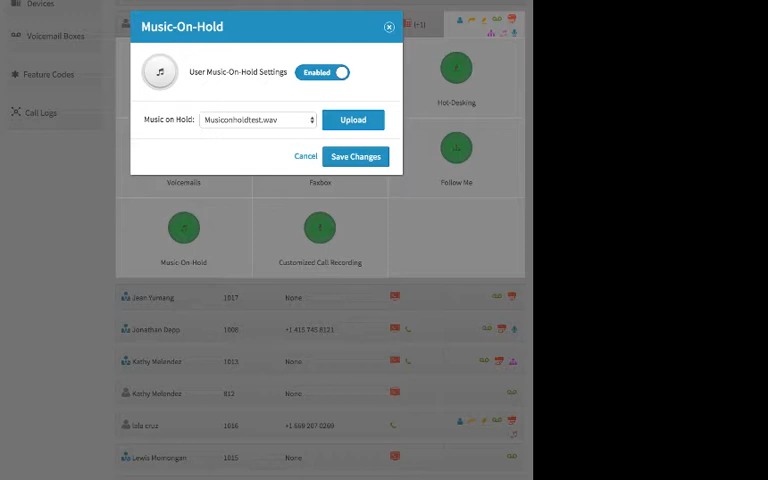 Devices
Music-On-Hold
(+1)
Voicemail Boxes
User Music-On-Hold Settings
Enabled
Feature Codes
Hot-Desking
Call Logs
Music on Hold:
Musiconholdtest.wav
Upload
Cancel
Save Changes
Voicemails
Faxbox
Follow Me
Music-On-Hold
Customized Call Recording
Jean Yumang 1017 None
Jonathan Depp 1008 +1 415 745 8121
Kathy Melendez 1013 None
Kathy Melendez 812 None
lola cruz 1016 +1 669 207 0269
Lewis Momongan 1015 None